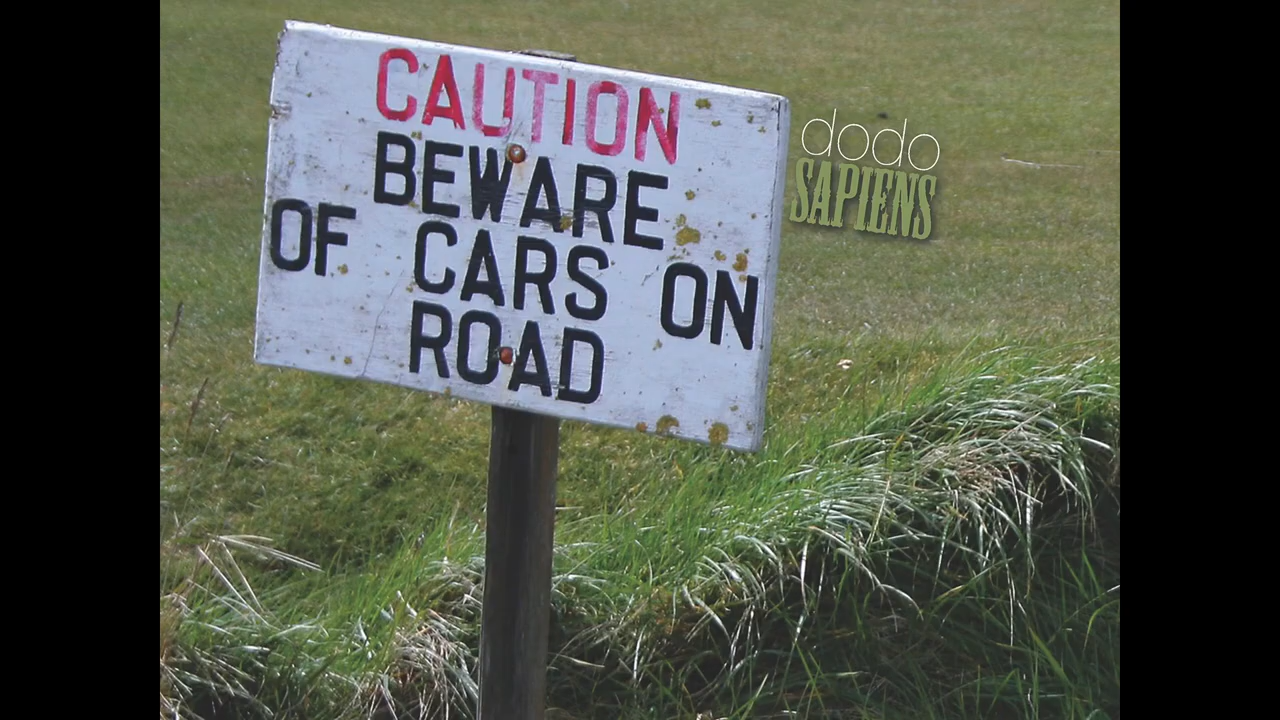 CAUTION
BEWARE
OF CARS ON
ROAD
dodo
SAPIENS